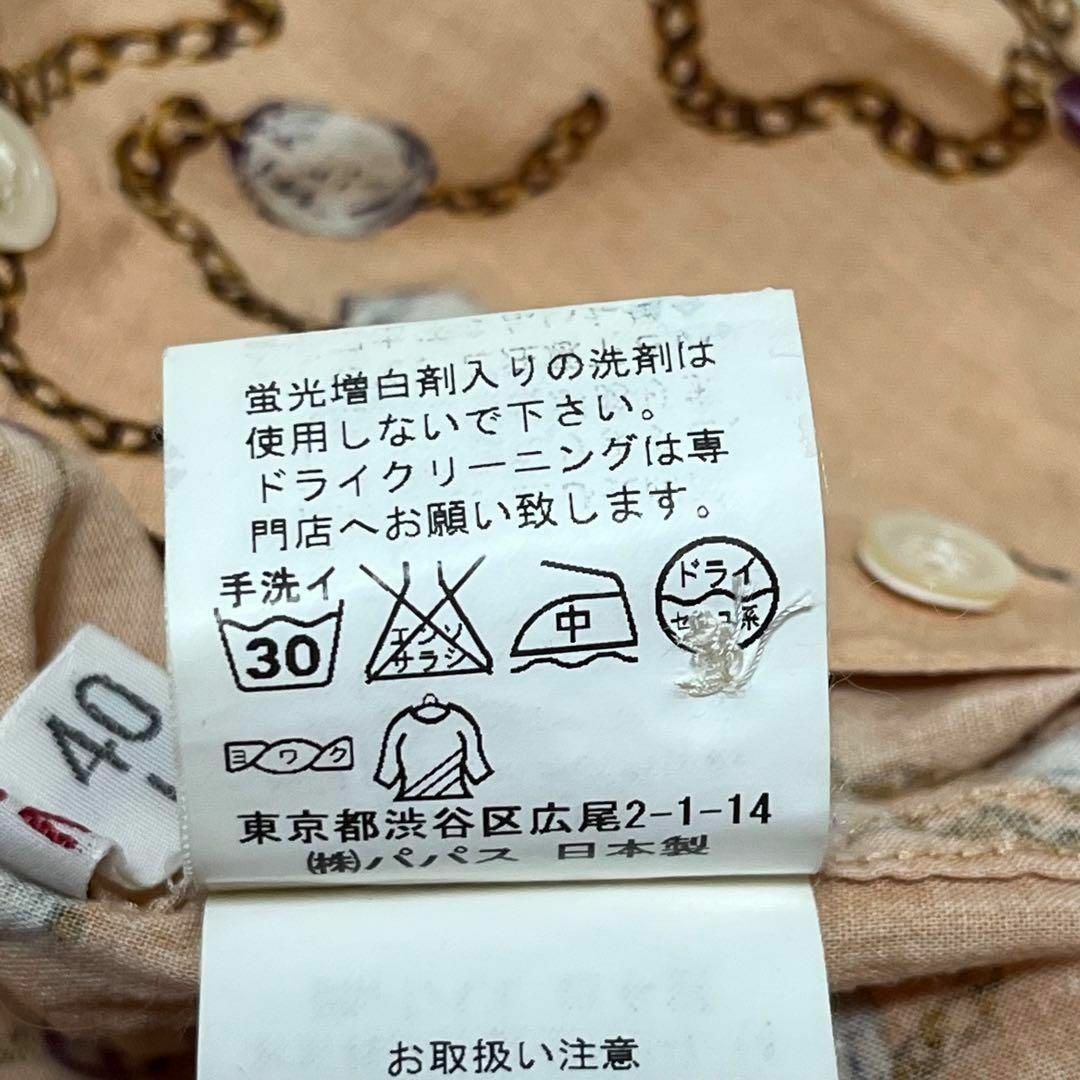 蛍光増白剤入りの洗剤は
使用しないで下さい。
ドライクリーニングは専
門店へお願い致します。
手洗イ
30
エンソ
サラシ
中
ドライ
ヨワク
東京都渋谷区広尾2-1-14
㈱パパス 日本製
40
お取扱い注意